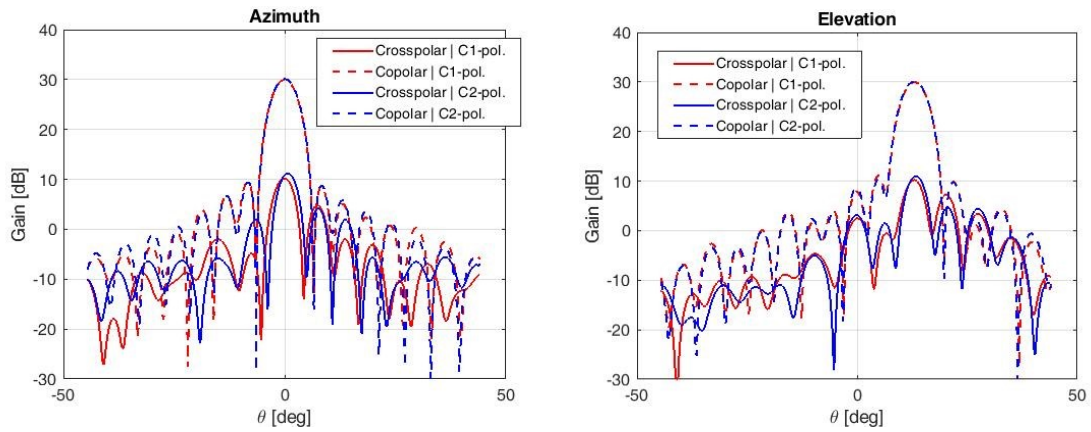 Azimuth
40
30
20
10
0
-10
-20
-30
Gain [dB]
Crosspolar | C1-pol.
Copolar | C1-pol.
Crosspolar | C2-pol.
Copolar | C2-pol.
-50
0
50
θ [deg]
Elevation
40
30
20
10
0
-10
-20
-30
Gain [dB]
Crosspolar | C1-pol.
Copolar | C1-pol.
Crosspolar | C2-pol.
Copolar | C2-pol.
-50
0
50
θ [deg]